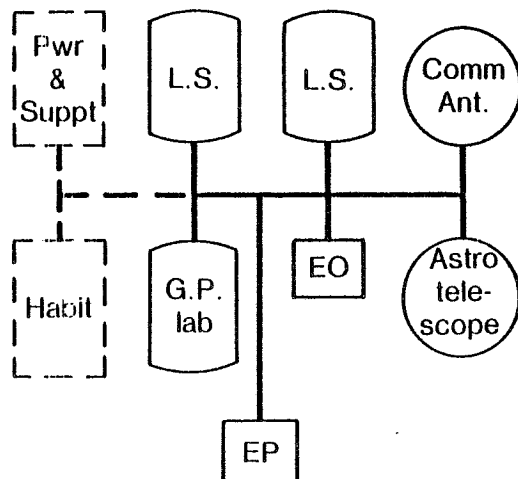 Pwr
&
Suppt
L.S.
L.S.
Comm
Ant.
Habit
G.P.
lab
EO
Astro
tele-
scope
EP